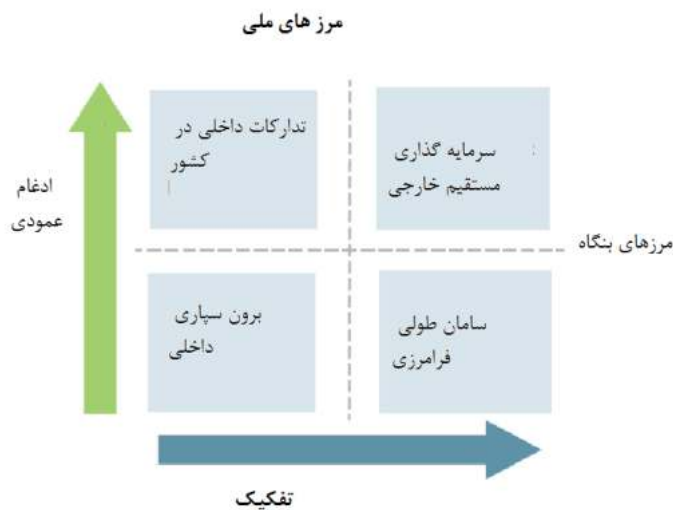 مرز های ملی
تدارکات داخلی در
کشور
سرمایه گذاری
مستقیم خارجی
ادغام
عمودی
مرزهای بنگاه
برون سپاری
داخلی
سامان طولی
فرامرزی
تفکیک